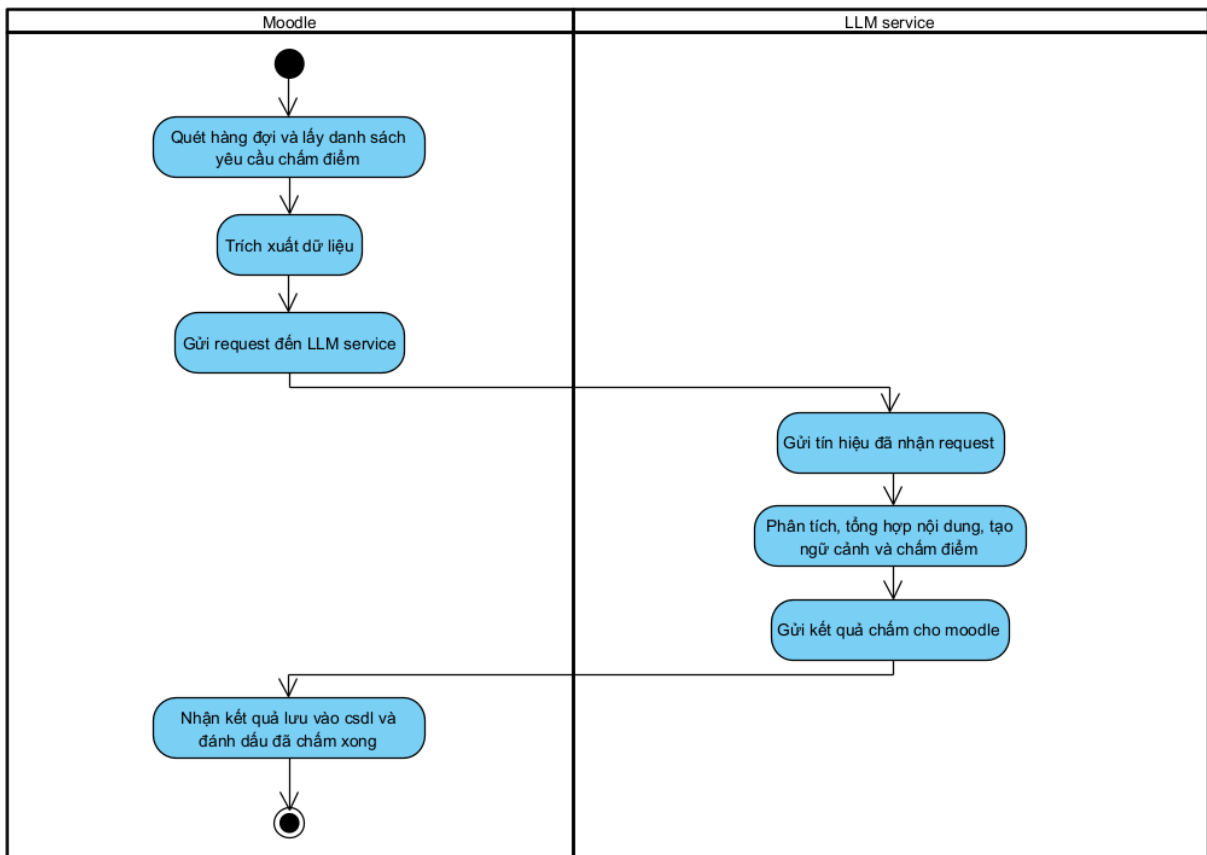 Moodle
LLM service
Quét hàng đợi và lấy danh sách
yêu cầu chấm điểm
Trích xuất dữ liệu
Gửi request đến LLM service
Gửi tín hiệu đã nhận request
Phân tích, tổng hợp nội dung, tạo
ngữ cảnh và chấm điểm
Gửi kết quả chấm cho moodle
Nhận kết quả lưu vào csdl và
đánh dấu đã chấm xong